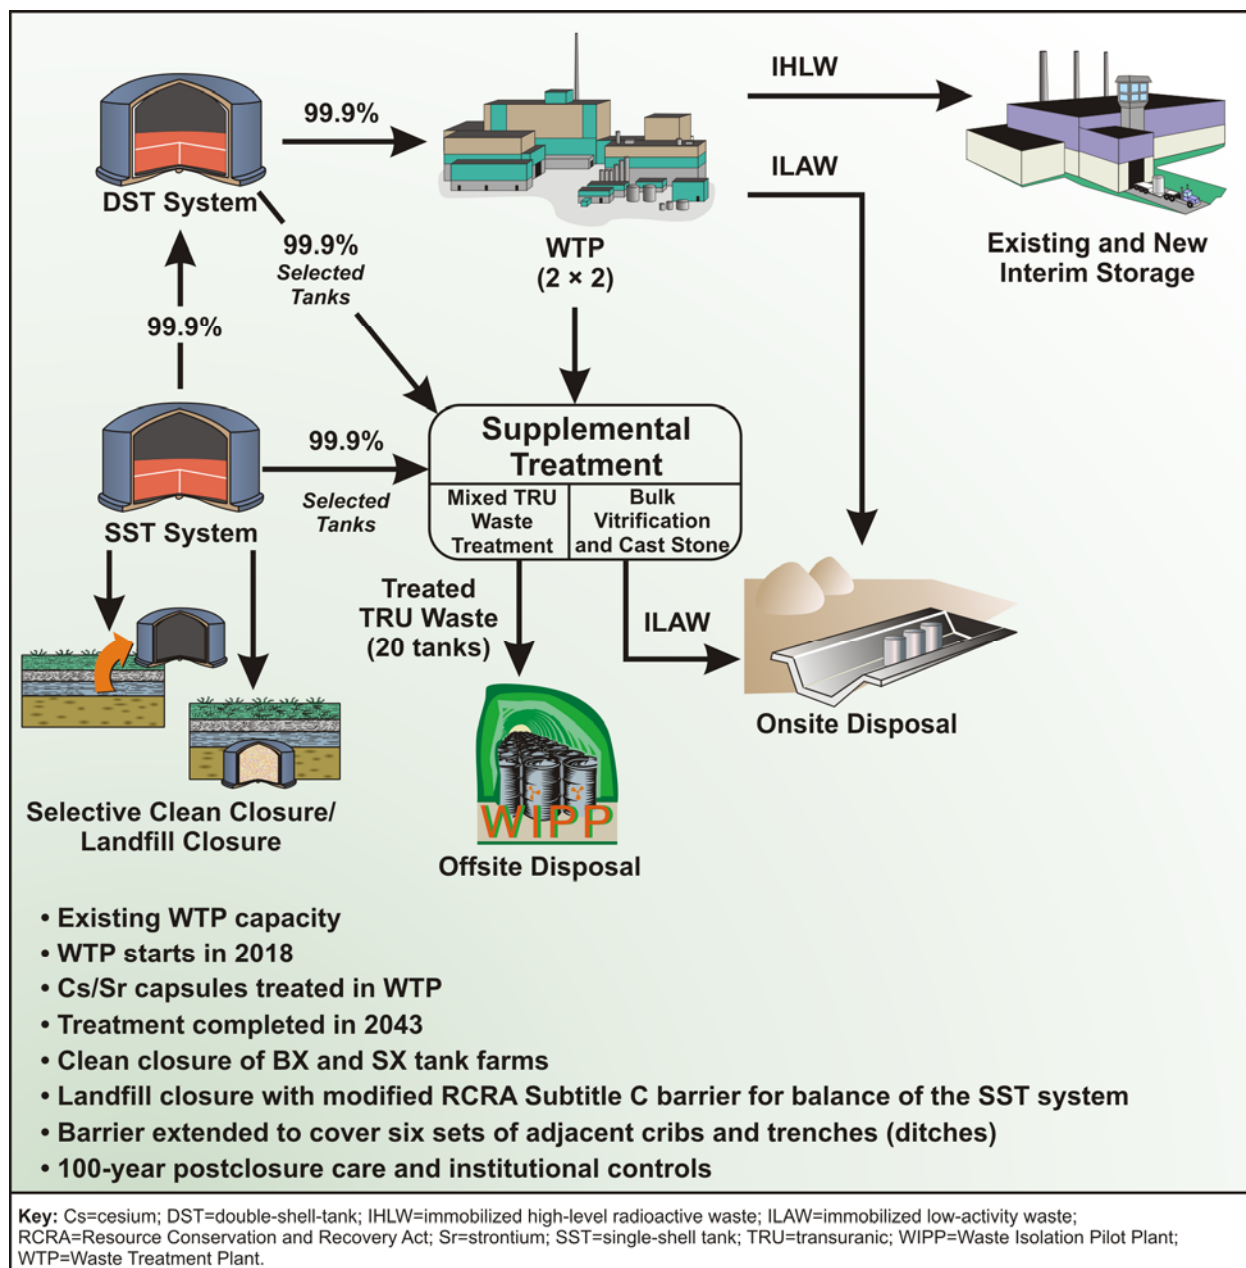 99.9%
IHLW
ILAW
DST System
99.9%
Selected
Tanks
WTP
(2 × 2)
Existing and New
Interim Storage
99.9%
99.9%
Selected
Tanks
SST System
Supplemental
Treatment
Mixed TRU
Waste
Treatment
Bulk
Vitrification
and Cast Stone
Treated
TRU Waste
(20 tanks)
ILAW
Onsite Disposal
WIPP
Offsite Disposal
Selective Clean Closure/
Landfill Closure
• Existing WTP capacity
• WTP starts in 2018
• Cs/Sr capsules treated in WTP
• Treatment completed in 2043
• Clean closure of BX and SX tank farms
• Landfill closure with modified RCRA Subtitle C barrier for balance of the SST system
• Barrier extended to cover six sets of adjacent cribs and trenches (ditches)
• 100-year postclosure care and institutional controls
Key: Cs=cesium; DST=double-shell-tank; IHLW=immobilized high-level radioactive waste; ILAW=immobilized low-activity waste;
RCRA=Resource Conservation and Recovery Act; Sr=strontium; SST=single-shell tank; TRU=transuranic; WIPP=Waste Isolation Pilot Plant;
WTP=Waste Treatment Plant.